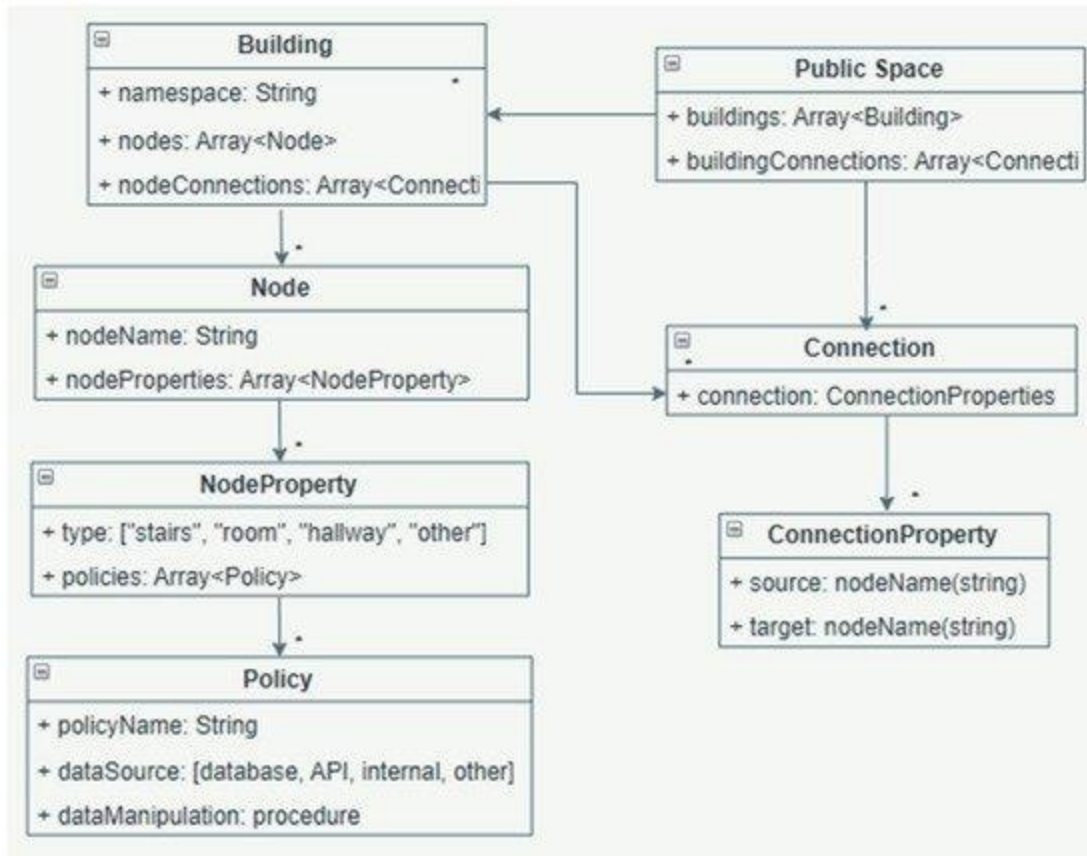 Building
+ namespace: String
+ nodes: Array<Node>
+ nodeConnections: Array<Connecti
Public Space
+ buildings: Array<Building>
+ buildingConnections: Array<Connecti
Node
+ nodeName: String
+ nodeProperties: Array<NodeProperty>
Connection
+ connection: ConnectionProperties
NodeProperty
+ type: ["stairs", "room", "hallway", "other"]
+ policies: Array<Policy>
ConnectionProperty
+ source: nodeName(string)
+ target: nodeName(string)
Policy
+ policyName: String
+ dataSource: [database, API, internal, other]
+ dataManipulation: procedure